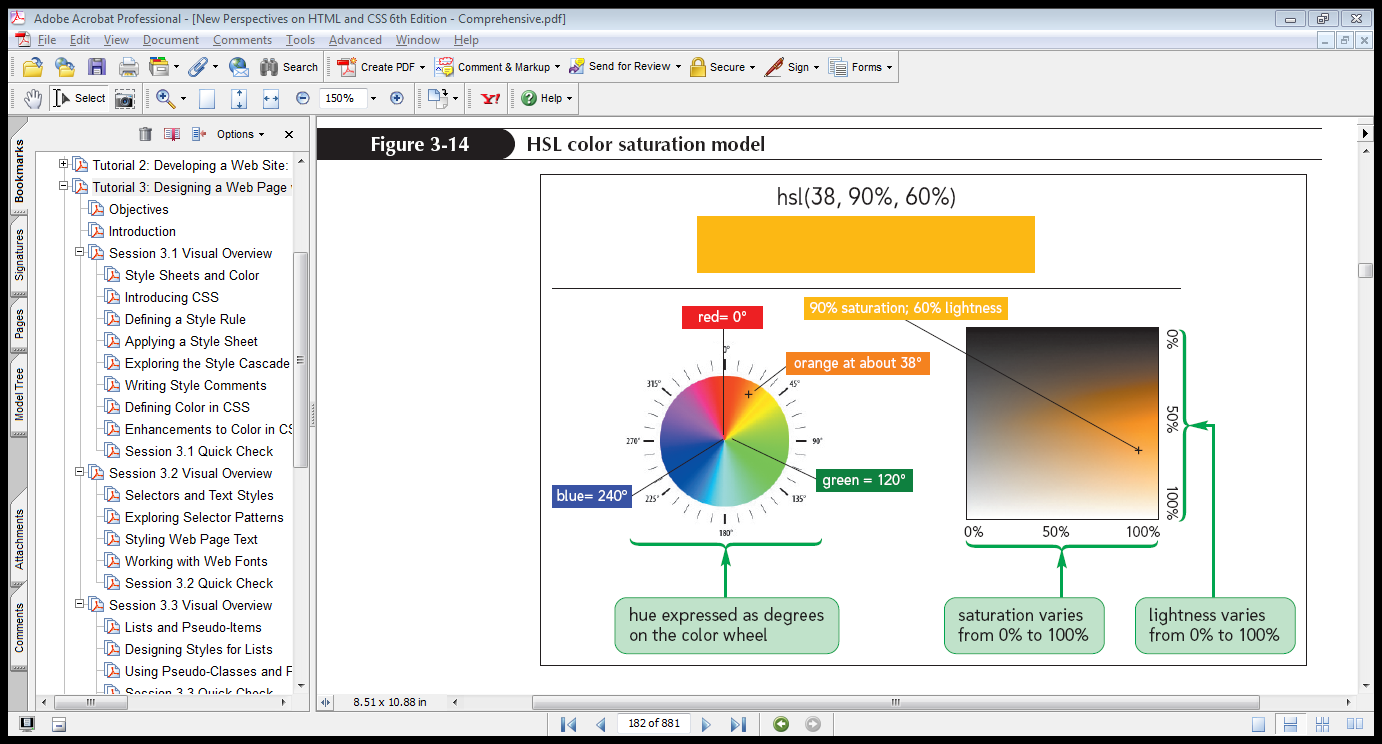 Adobe Acrobat Professional - [New Perspectives on HTML and CSS 6th Edition - Comprehensive.pdf]
File Edit View Document Comments Tools Advanced Window Help
Search Create PDF Comment & Markup Send for Review Secure Sign Forms
Select 150% Y! Help
Options
Bookmarks
Signatures
Pages
Model Tree
Attachments
Comments
Tutorial 2: Developing a Web Site:
Tutorial 3: Designing a Web Page
Objectives
Introduction
Session 3.1 Visual Overview
Style Sheets and Color
Introducing CSS
Defining a Style Rule
Applying a Style Sheet
Exploring the Style Cascade
Writing Style Comments
Defining Color in CSS
Enhancements to Color in CS
Session 3.1 Quick Check
Session 3.2 Visual Overview
Selectors and Text Styles
Exploring Selector Patterns
Styling Web Page Text
Working with Web Fonts
Session 3.2 Quick Check
Session 3.3 Visual Overview
Lists and Pseudo-Items
Designing Styles for Lists
Using Pseudo-Classes and P
Session 3.3 Quick Check
Figure 3-14 HSL color saturation model
hsl(38, 90%, 60%)
red= 0°
90% saturation; 60% lightness
orange at about 38°
green = 120°
blue= 240°
0°
45°
90°
135°
180°
225°
270°
315°
0%
50%
100%
0% 50% 100%
hue expressed as degrees
on the color wheel
saturation varies
from 0% to 100%
lightness varies
from 0% to 100%
8.51 x 10.88 in
182 of 881